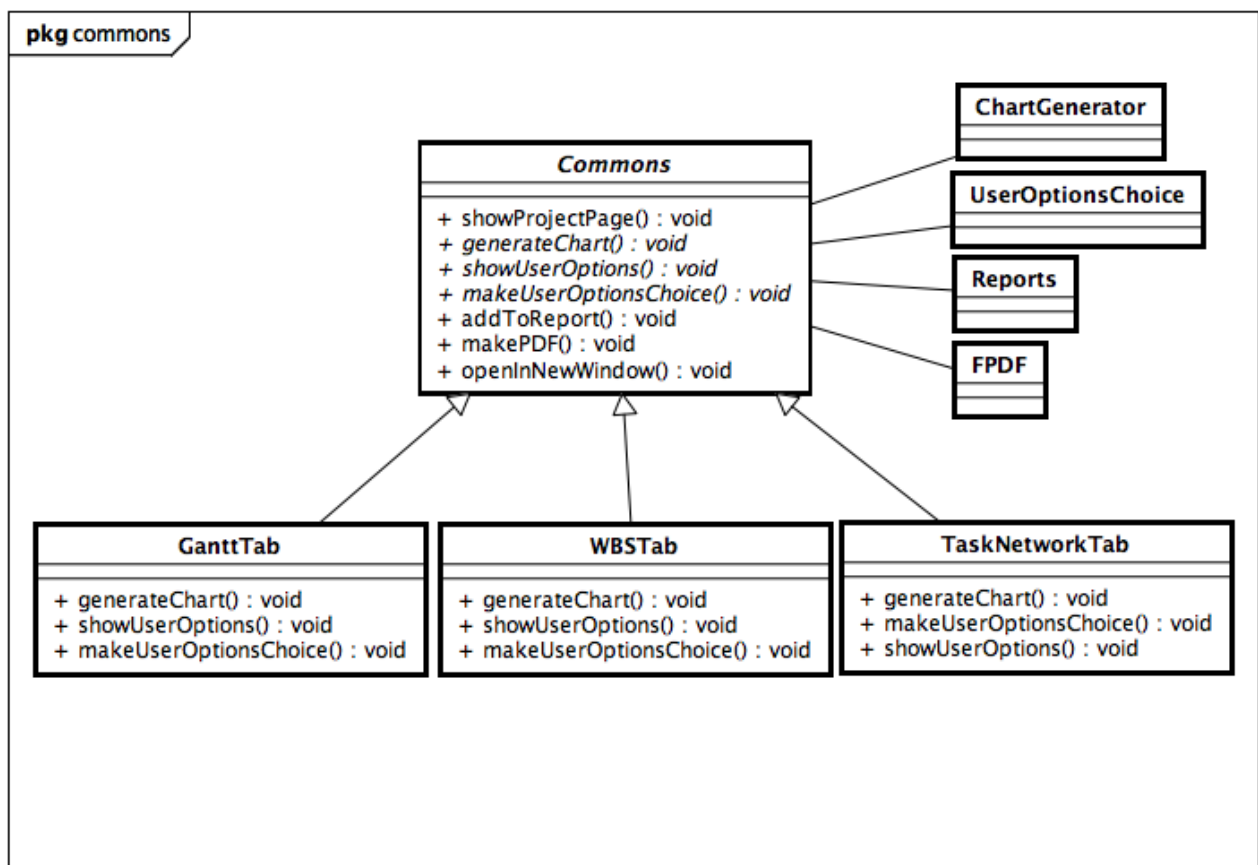 pkg commons
ChartGenerator
Commons
+ showProjectPage() : void
+ generateChart() : void
+ showUserOptions() : void
+ makeUserOptionsChoice() : void
+ addToReport() : void
+ makePDF() : void
+ openInNewWindow() : void
UserOptionsChoice
Reports
FPDF
GanttTab
+ generateChart() : void
+ showUserOptions() : void
+ makeUserOptionsChoice() : void
WBSTab
+ generateChart() : void
+ showUserOptions() : void
+ makeUserOptionsChoice() : void
TaskNetworkTab
+ generateChart() : void
+ makeUserOptionsChoice() : void
+ showUserOptions() : void